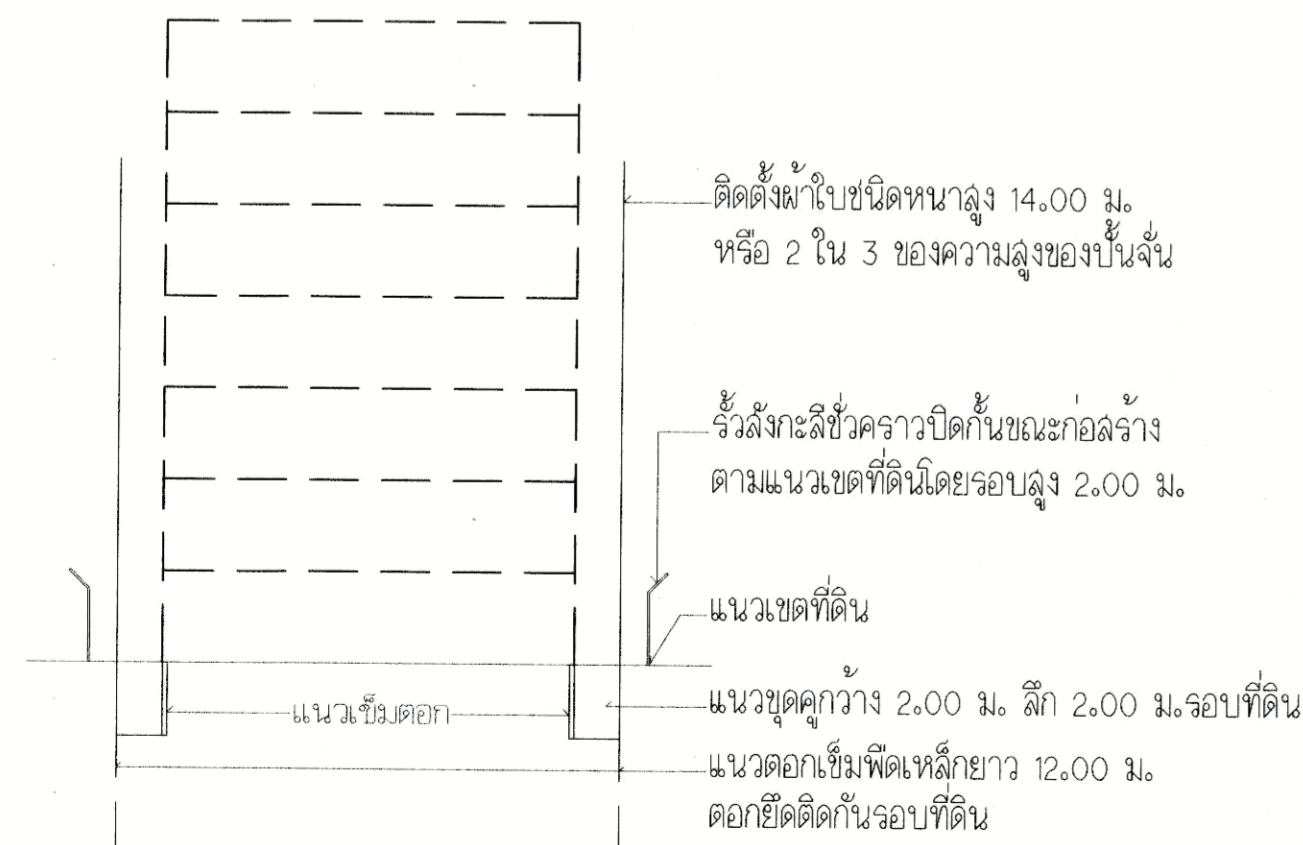 ติดตั้งผ้าใบชนิดหนาสูง 14.00 ม.
หรือ 2 ใน 3 ของความสูงของปั้นจั่น
รั้วสังกะสีชั่วคราวปิดกั้นขณะก่อสร้าง
ตามแนวเขตที่ดินโดยรอบสูง 2.00 ม.
แนวเขตที่ดิน
แนวเข็มตอก
แนวขุดคูกว้าง 2.00 ม. ลึก 2.00 ม.รอบที่ดิน
แนวตอกเข็มพืดเหล็กยาว 12.00 ม.
ตอกยึดติดกันรอบที่ดิน